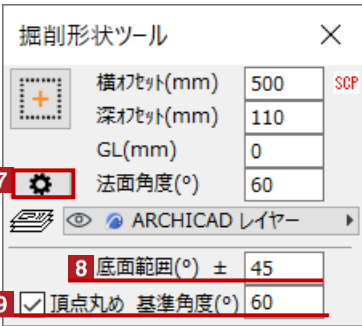 掘削形状ツール
横ｵﾌｾｯﾄ(mm) 500 SCP
深ｵﾌｾｯﾄ(mm) 110
GL(mm) 0
7 法面角度(°) 60
ARCHICAD レイヤー
8 底面範囲(°) ± 45
9 頂点丸め 基準角度(°) 60